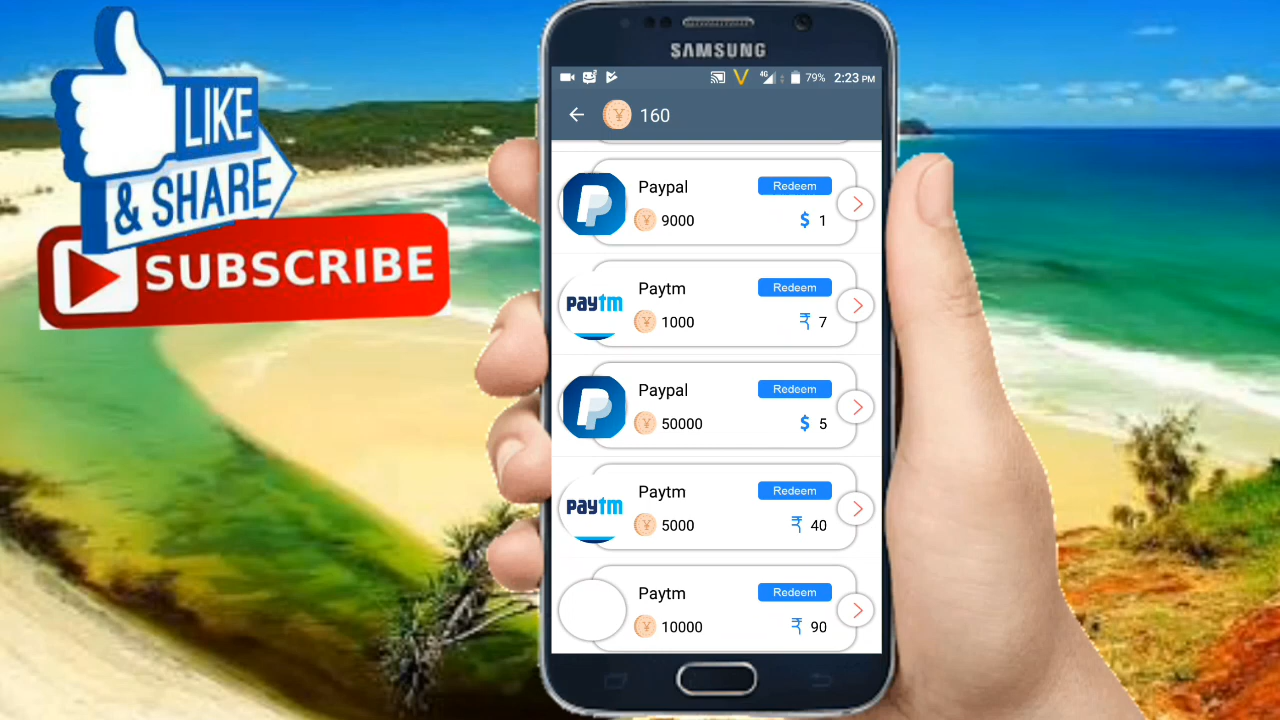 LIKE
& SHARE
SUBSCRIBE
SAMSUNG
4G 79% 2:23 PM
160
Paypal Redeem
9000 $ 1
Paytm Redeem
paytm
1000 ₹ 7
Paypal Redeem
50000 $ 5
Paytm Redeem
paytm
5000 ₹ 40
Paytm Redeem
10000 ₹ 90